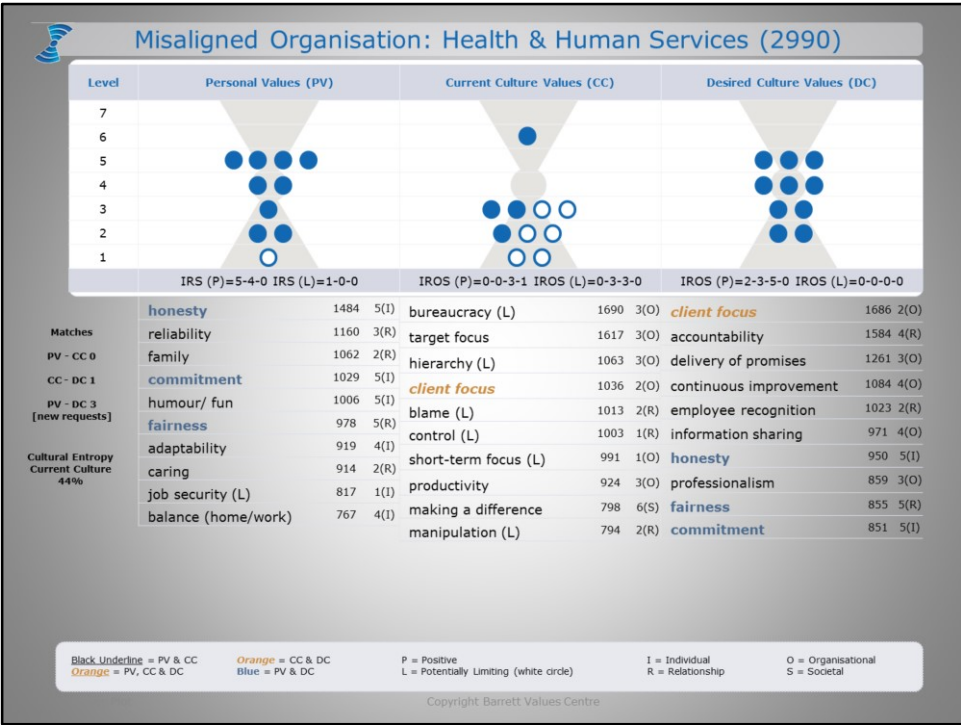 Misaligned Organisation: Health & Human Services (2990)
Level Personal Values (PV) Current Culture Values (CC) Desired Culture Values (DC)
7
6
5
4
3
2
1
IRS (P)=5-4-0 IRS (L)=1-0-0 IROS (P)=0-0-3-1 IROS (L)=0-3-3-0 IROS (P)=2-3-5-0 IROS (L)=0-0-0-0
Matches
PV - CC 0
CC - DC 1
PV - DC 3
[new requests]
Cultural Entropy
Current Culture
44%
honesty 1484 5(I)
reliability 1160 3(R)
family 1062 2(R)
commitment 1029 5(I)
humour/ fun 1006 5(I)
fairness 978 5(R)
adaptability 919 4(I)
caring 914 2(R)
job security (L) 817 1(I)
balance (home/work) 767 4(I)
bureaucracy (L) 1690 3(O)
target focus 1617 3(O)
hierarchy (L) 1063 3(O)
client focus 1036 2(O)
blame (L) 1013 2(R)
control (L) 1003 1(R)
short-term focus (L) 991 1(O)
productivity 924 3(O)
making a difference 798 6(S)
manipulation (L) 794 2(R)
client focus 1686 2(O)
accountability 1584 4(R)
delivery of promises 1261 3(O)
continuous improvement 1084 4(O)
employee recognition 1023 2(R)
information sharing 971 4(O)
honesty 950 5(I)
professionalism 859 3(O)
fairness 855 5(R)
commitment 851 5(I)
Black Underline = PV & CC Orange = CC & DC P = Positive I = Individual O = Organisational
Orange = PV, CC & DC Blue = PV & DC L = Potentially Limiting (white circle) R = Relationship S = Societal
Copyright Barrett Values Centre